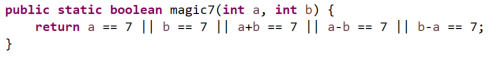 public static boolean magic7(int a, int b) {
    return a == 7 || b == 7 || a+b == 7 || a-b == 7 || b-a == 7;
}